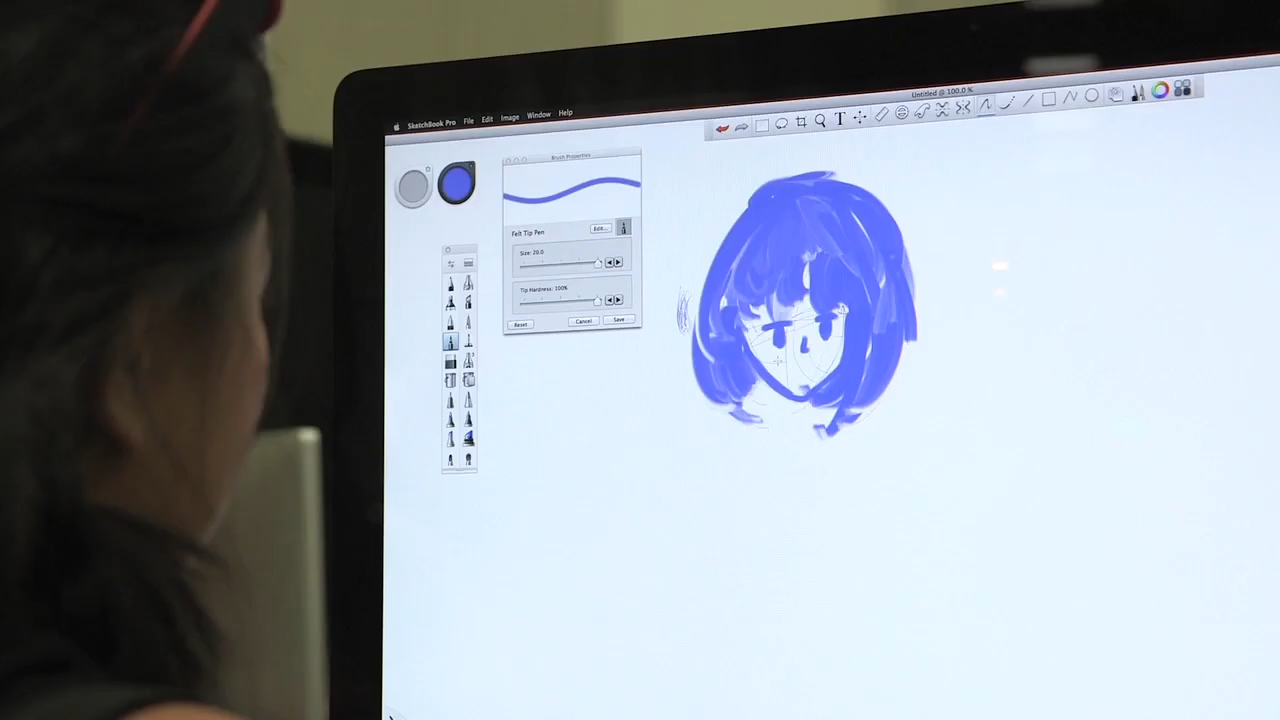 SketchBook Pro File Edit Image Window Help
Untitled @ 100.0 %
T
Brush Properties
Felt Tip Pen
Edit...
Size: 20.0
Tip Hardness: 100%
Reset Cancel Save